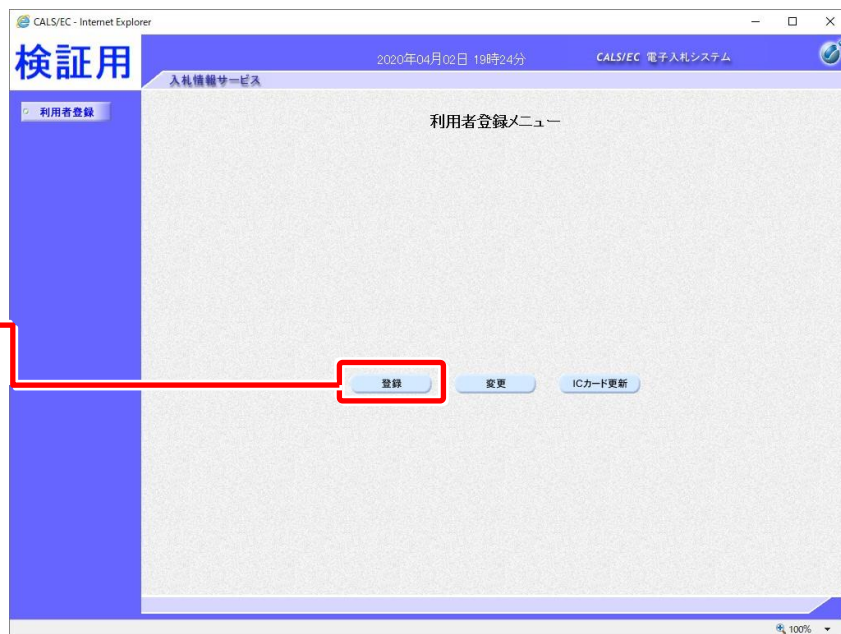 CALS/EC - Internet Explorer
検証用
2020年04月02日 19時24分
CALS/EC 電子入札システム
入札情報サービス
利用者登録
利用者登録メニュー
登録
変更
ICカード更新
100%